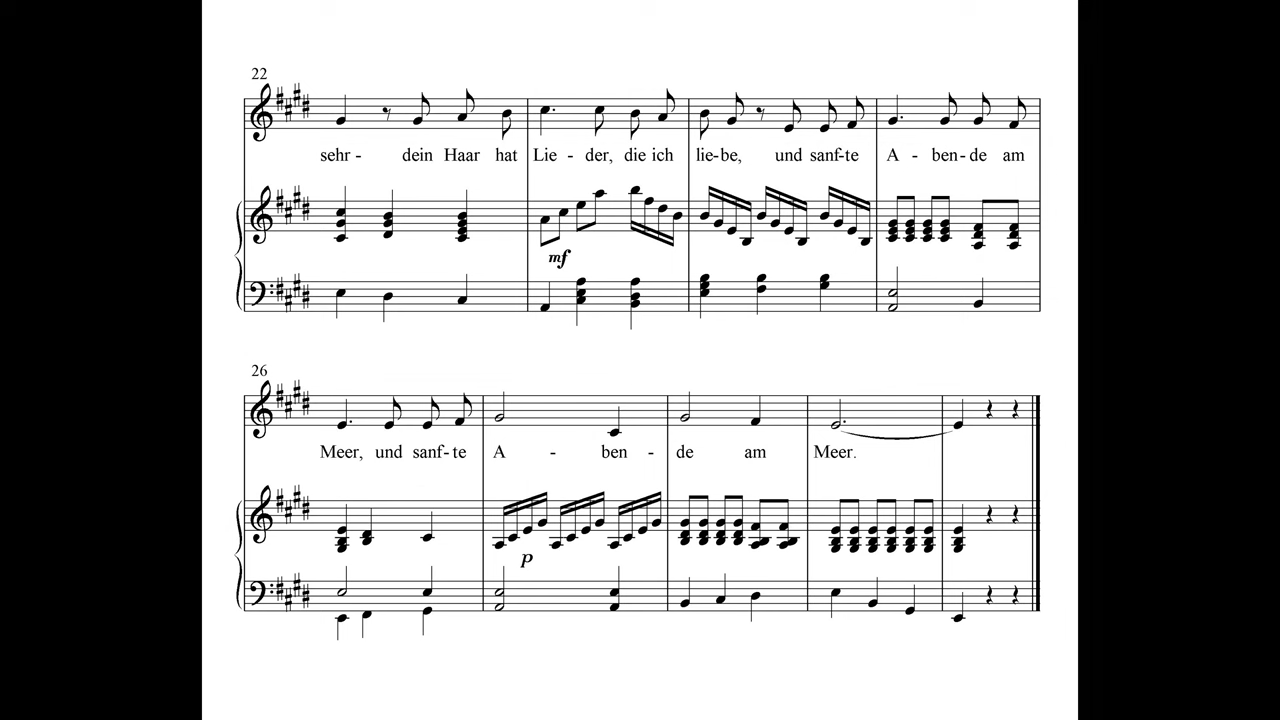 22
sehr - dein Haar hat Lie - der, die ich lie-be, und sanf-te A - ben-de am
mf
26
Meer, und sanf-te A - ben - de am Meer.
p